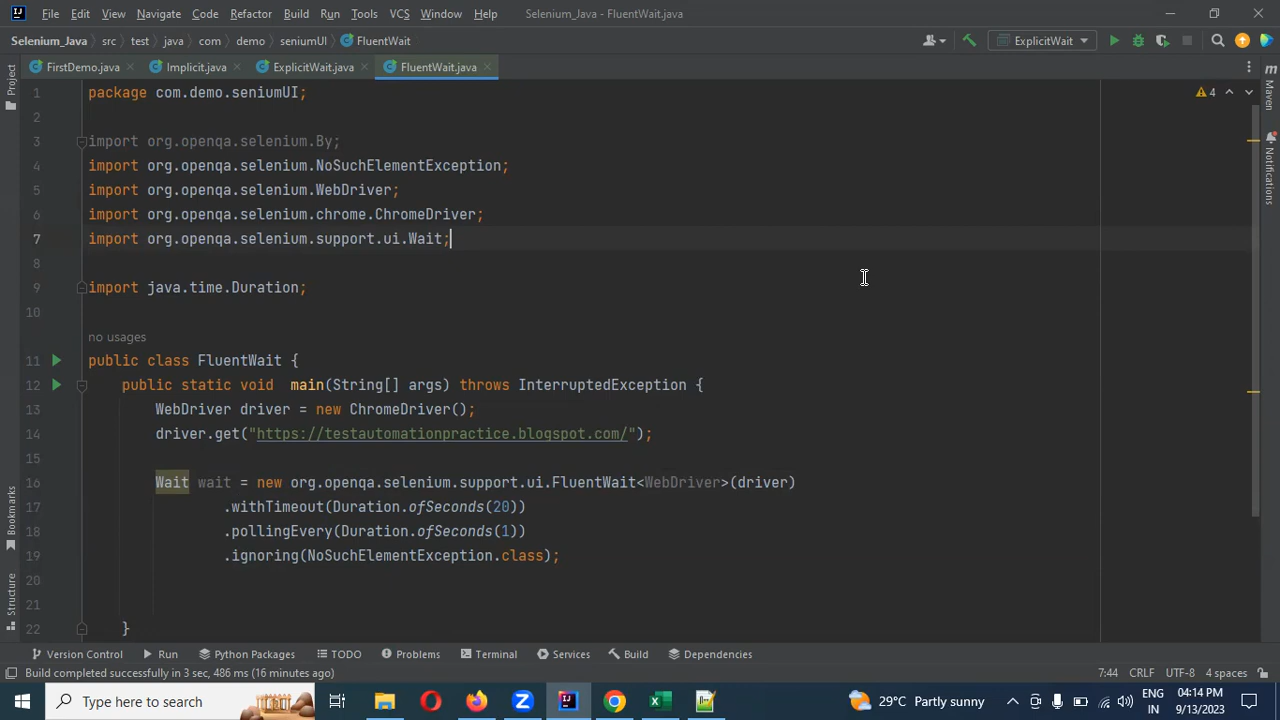 File Edit View Navigate Code Refactor Build Run Tools VCS Window Help Selenium_Java - FluentWait.java
Selenium_Java src test java com demo seniumUI FluentWait ExplicitWait
FirstDemo.java Implicit.java ExplicitWait.java FluentWait.java
Project
Maven
Notifications
Bookmarks
Structure
4
1 package com.demo.seniumUI;
2
3 import org.openqa.selenium.By;
4 import org.openqa.selenium.NoSuchElementException;
5 import org.openqa.selenium.WebDriver;
6 import org.openqa.selenium.chrome.ChromeDriver;
7 import org.openqa.selenium.support.ui.Wait;
8
9 import java.time.Duration;
10
no usages
11 public class FluentWait {
12 public static void main(String[] args) throws InterruptedException {
13 WebDriver driver = new ChromeDriver();
14 driver.get("https://testautomationpractice.blogspot.com/");
15
16 Wait wait = new org.openqa.selenium.support.ui.FluentWait<WebDriver>(driver)
17 .withTimeout(Duration.ofSeconds(20))
18 .pollingEvery(Duration.ofSeconds(1))
19 .ignoring(NoSuchElementException.class);
20
21
22 }
Version Control Run Python Packages TODO Problems Terminal Services Build Dependencies
Build completed successfully in 3 sec, 486 ms (16 minutes ago) 7:44 CRLF UTF-8 4 spaces
Type here to search 29°C Partly sunny ENG IN 04:14 PM 9/13/2023